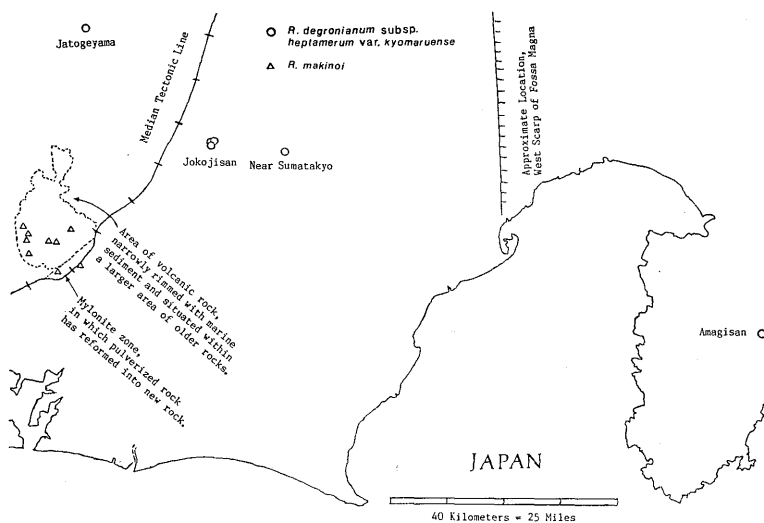 Jatogeyama
R. degronianum subsp.
heptamerum var. kyomaruense
R. makinoi
Median Tectonic Line
Jokojisan
Near Sumatakyo
Approximate Location,
West Scarp of Fossa Magna
Area of volcanic rock,
narrowly rimmed with marine
sediment and situated within
a larger area of older rocks.
Mylonite zone,
in which pulverized rock
has reformed into new rock.
Amagisan
JAPAN
40 Kilometers ≈ 25 Miles